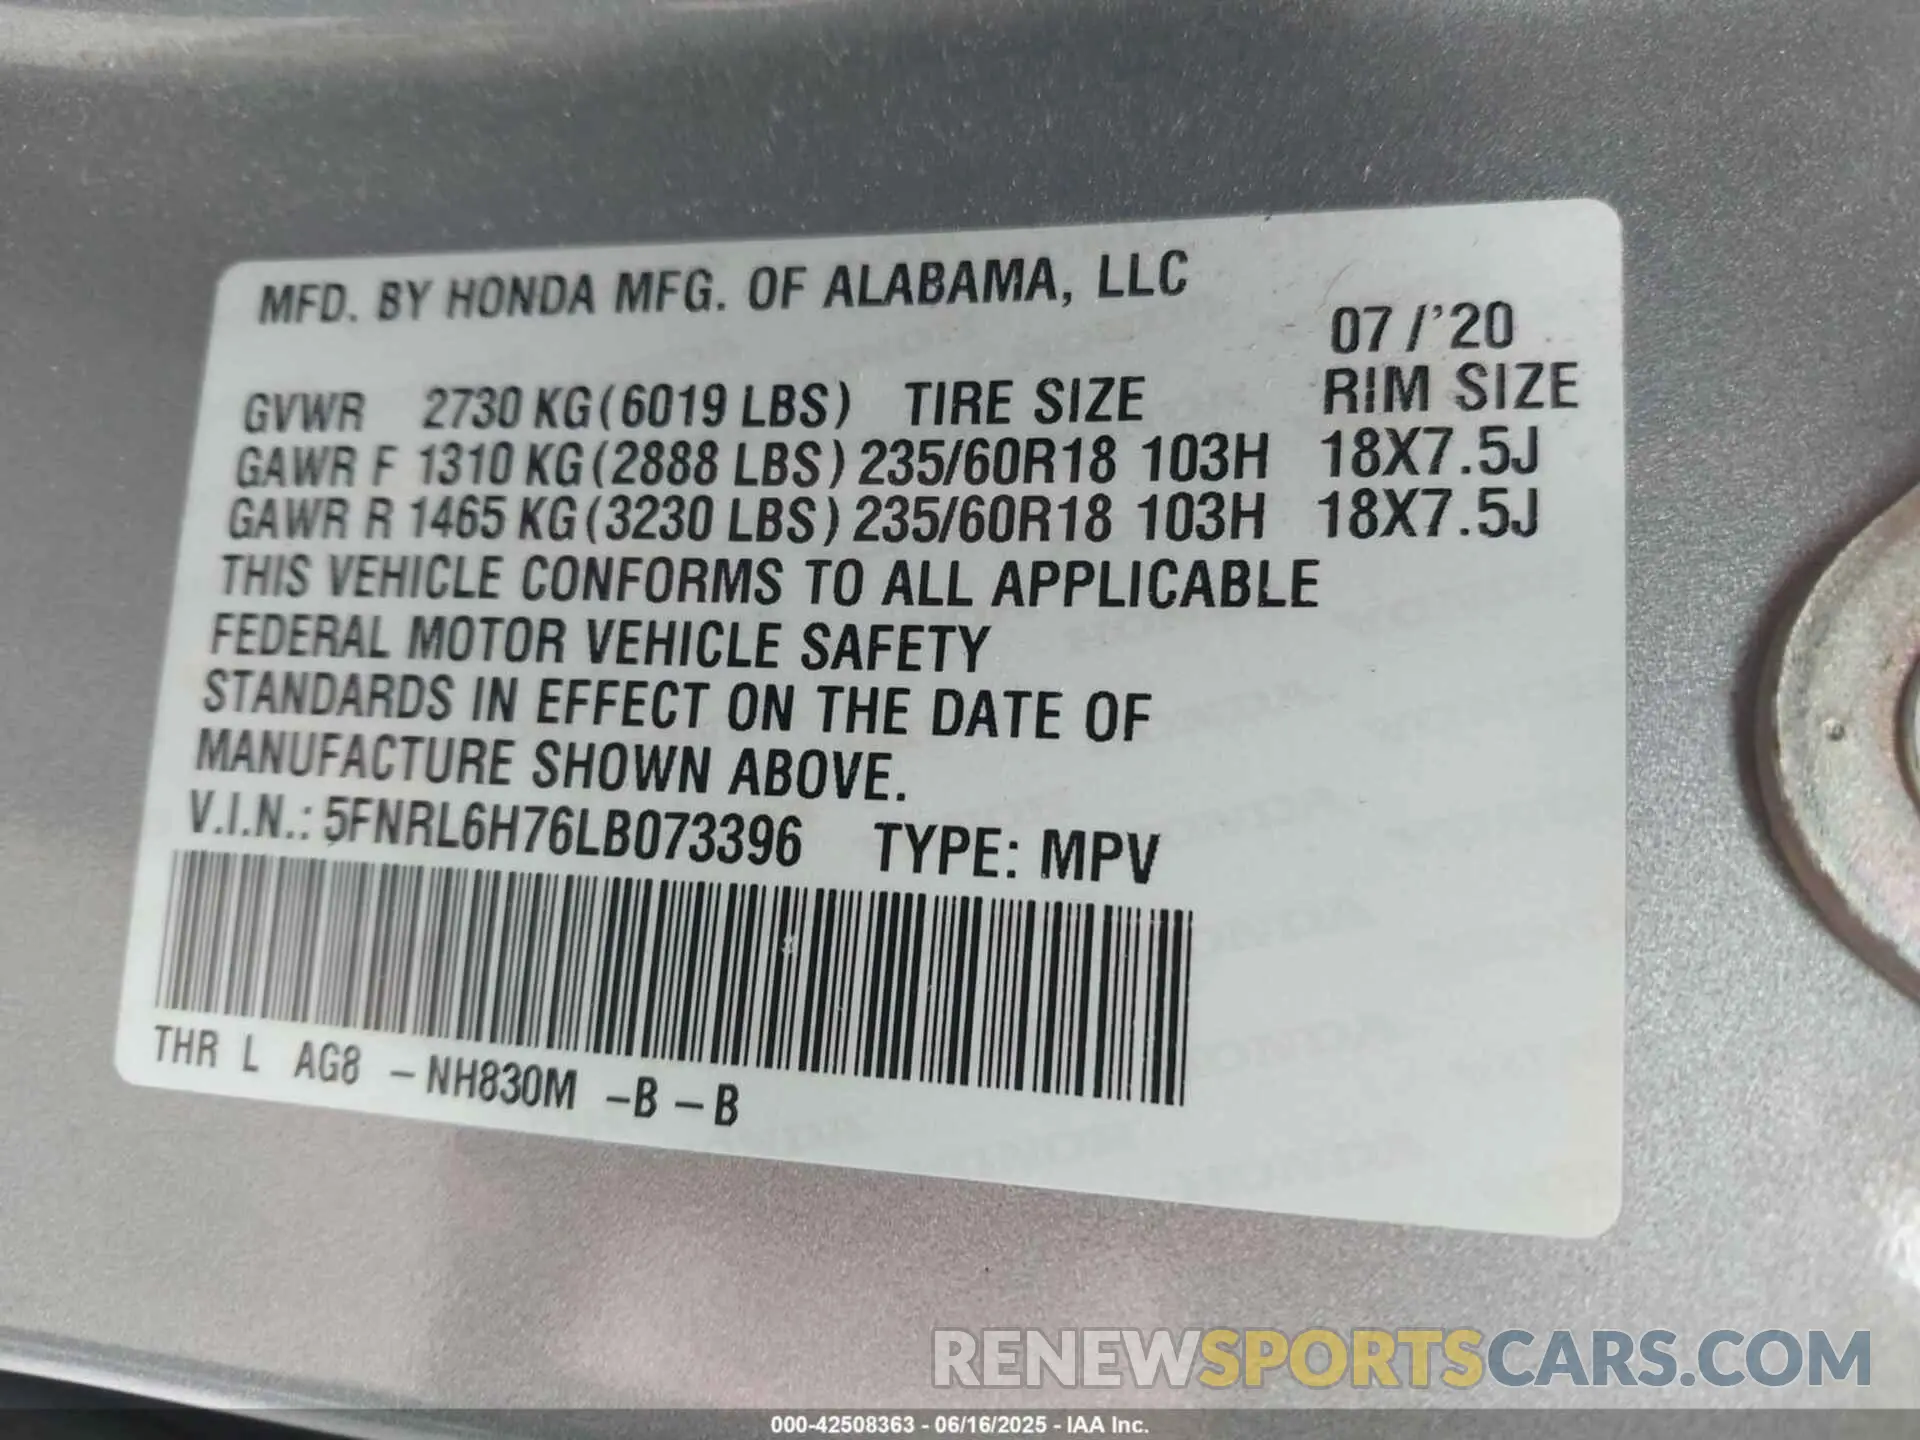 MFD. BY HONDA MFG. OF ALABAMA, LLC
07 /'20
GVWR 2730 KG (6019 LBS) TIRE SIZE RIM SIZE
GAWR F 1310 KG (2888 LBS) 235/60R18 103H 18X7.5J
GAWR R 1465 KG (3230 LBS) 235/60R18 103H 18X7.5J
THIS VEHICLE CONFORMS TO ALL APPLICABLE
FEDERAL MOTOR VEHICLE SAFETY
STANDARDS IN EFFECT ON THE DATE OF
MANUFACTURE SHOWN ABOVE.
V.I.N.: 5FNRL6H76LB073396 TYPE: MPV
THR L AG8 -NH830M -B -B
RENEWSPORTSCARS.COM
000-42508363 - 06/16/2025 - IAA Inc.